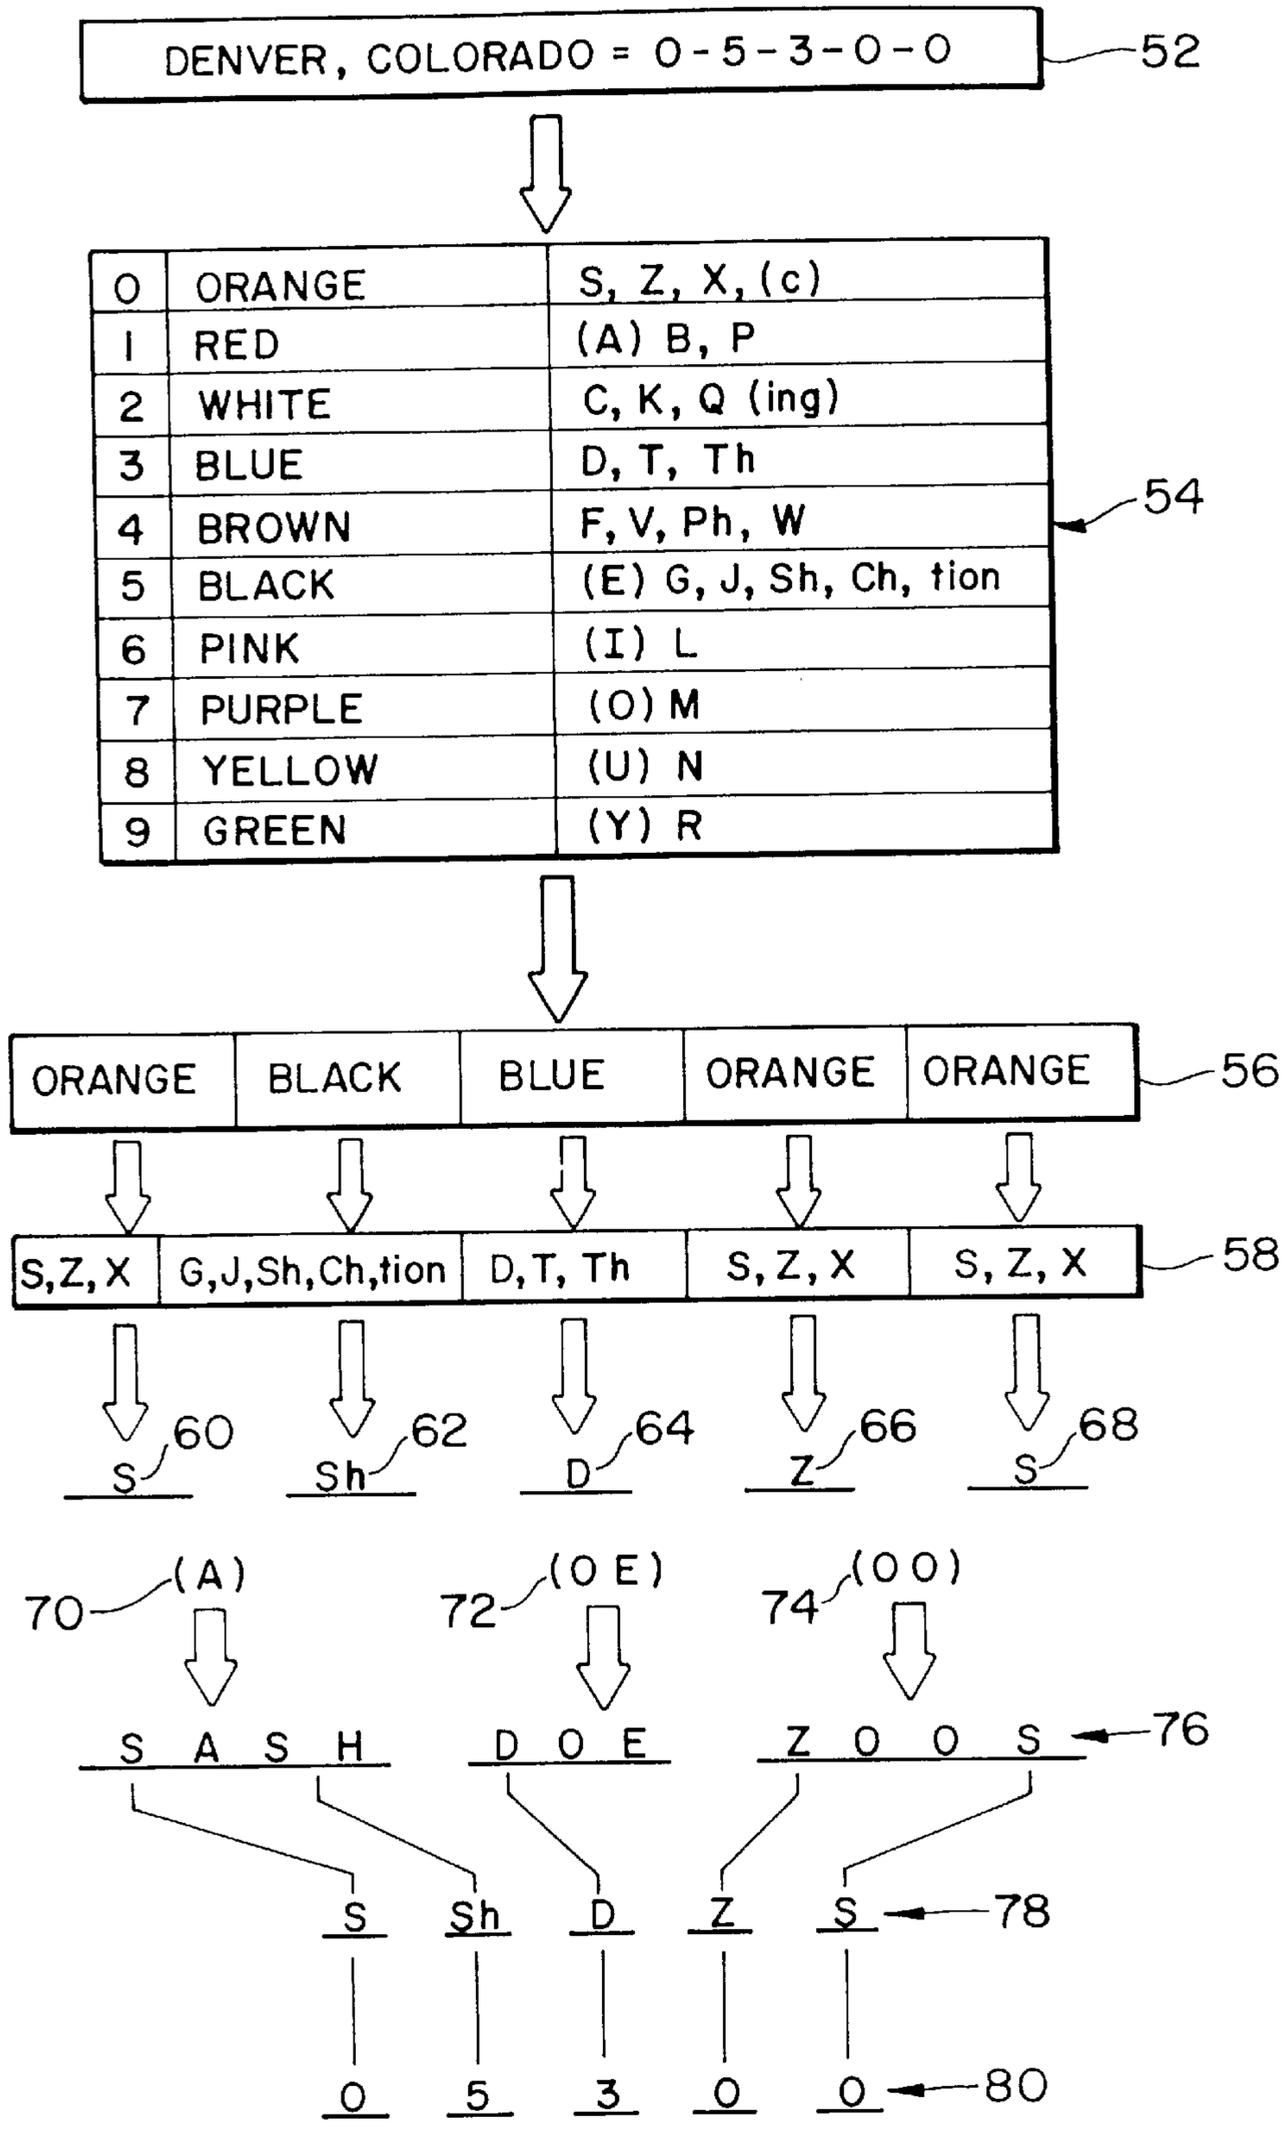 DENVER, COLORADO = 0-5-3-0-0 52
0 ORANGE S, Z, X, (c)
1 RED (A) B, P
2 WHITE C, K, Q (ing)
3 BLUE D, T, Th
4 BROWN F, V, Ph, W
54
5 BLACK (E) G, J, Sh, Ch, tion
6 PINK (I) L
7 PURPLE (O) M
8 YELLOW (U) N
9 GREEN (Y) R
ORANGE BLACK BLUE ORANGE ORANGE 56
S, Z, X G, J, Sh, Ch, tion D, T, Th S, Z, X S, Z, X 58
60 62 64 66 68
S Sh D Z S
(A) (O E) (O O)
70 72 74
S A S H D O E Z O O S 76
S Sh D Z S 78
0 5 3 0 0 80